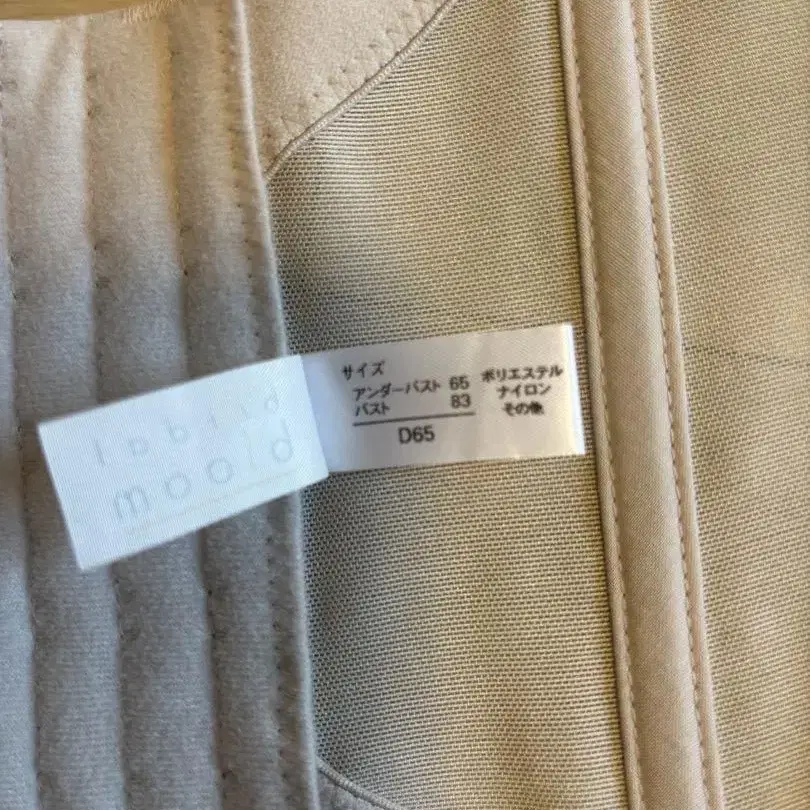 mood
サイズ
アンダーバスト 65
バスト 83
D65
ポリエステル
ナイロン
その他